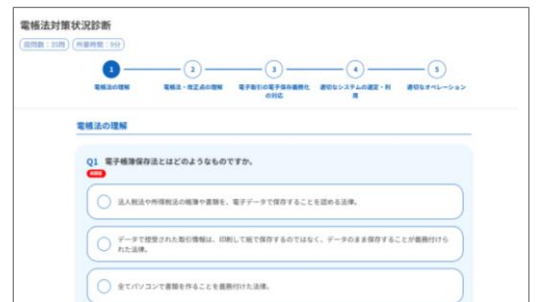 電帳法対策状況診断
設問数：35問 所要時間：9分
1 2 3 4 5
電帳法の理解 電帳法・改正点の理解 電子取引の電子保存義務化の対応 適切なシステムの選定・利用 適切なオペレーション
電帳法の理解
Q1 電子帳簿保存法とはどのようなものですか。
法人税法や所得税法の帳簿や書類を、電子データで保存することを認める法律。
データで授受された取引情報は、印刷して紙で保存するのではなく、データのまま保存することが義務付けら
れた法律。
全てパソコンで書類を作ることを義務付けた法律。